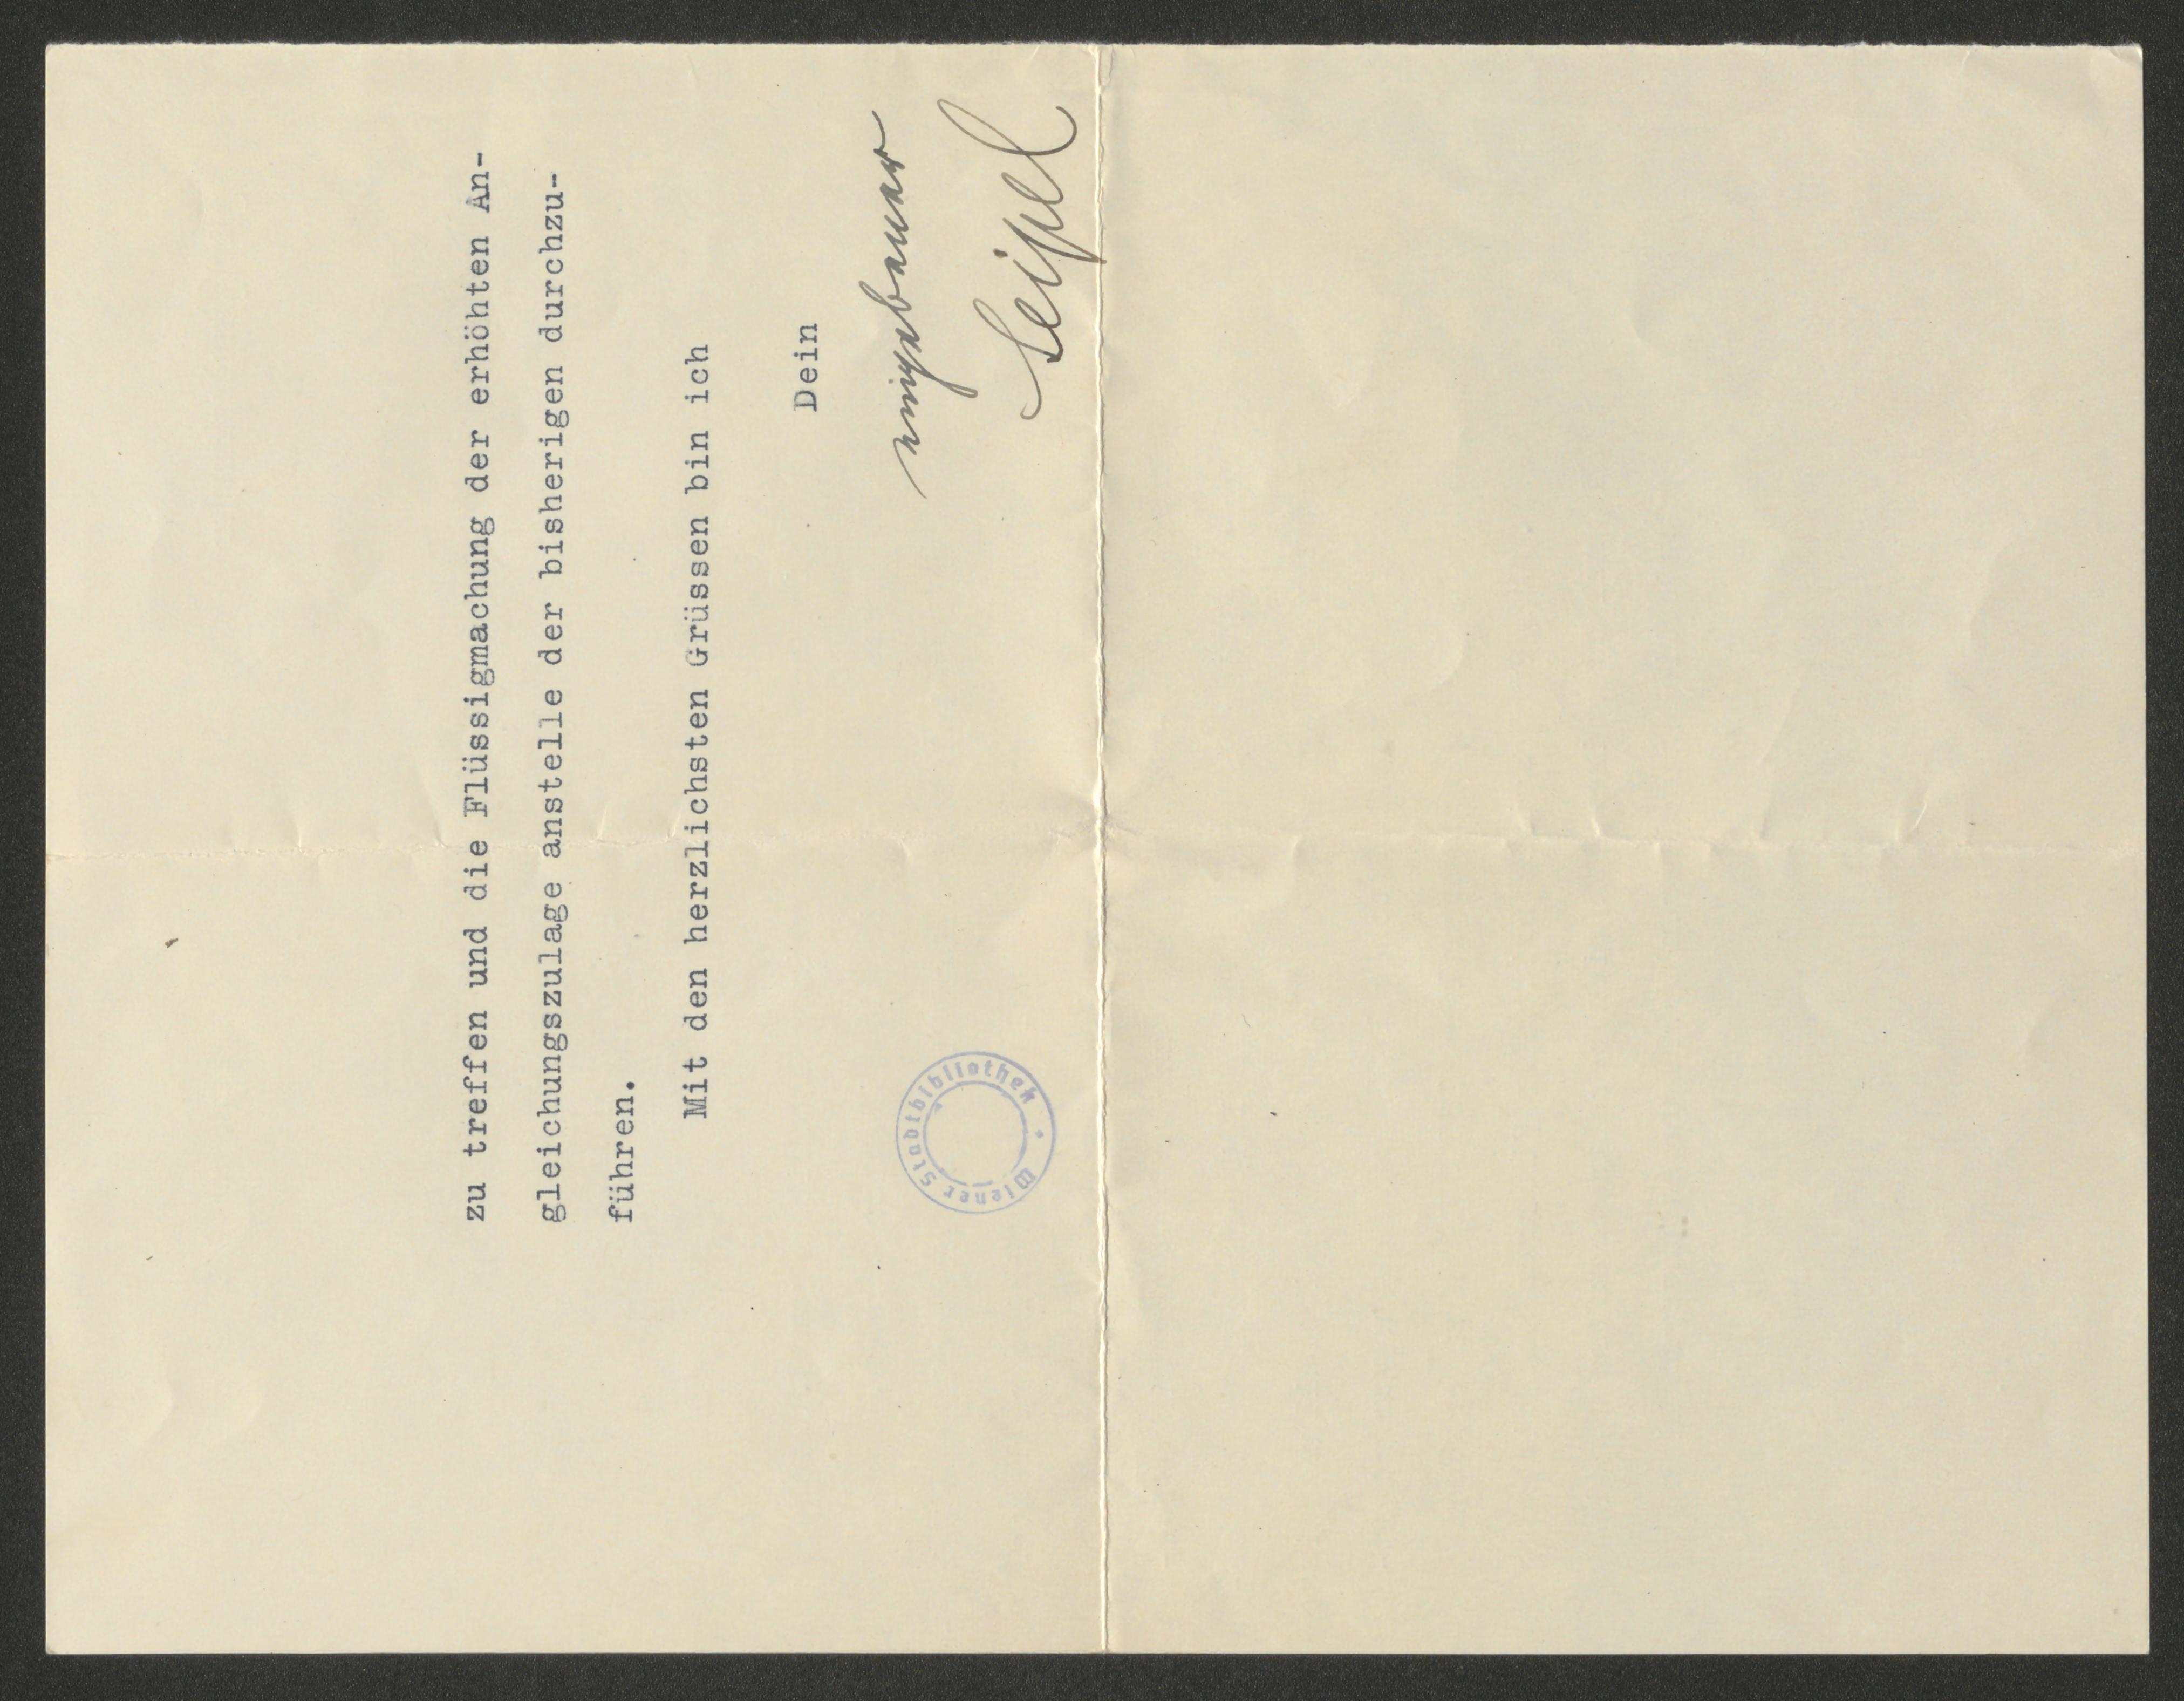 zu treffen und die Flüssigmachung der erhöhten An-
gleichungszulage anstelle der bisherigen durchzu-
führen.
Mit den herzlichsten Grüssen bin ich
Dein
ergebener
Seipel
Wiener Stadtbibliothek